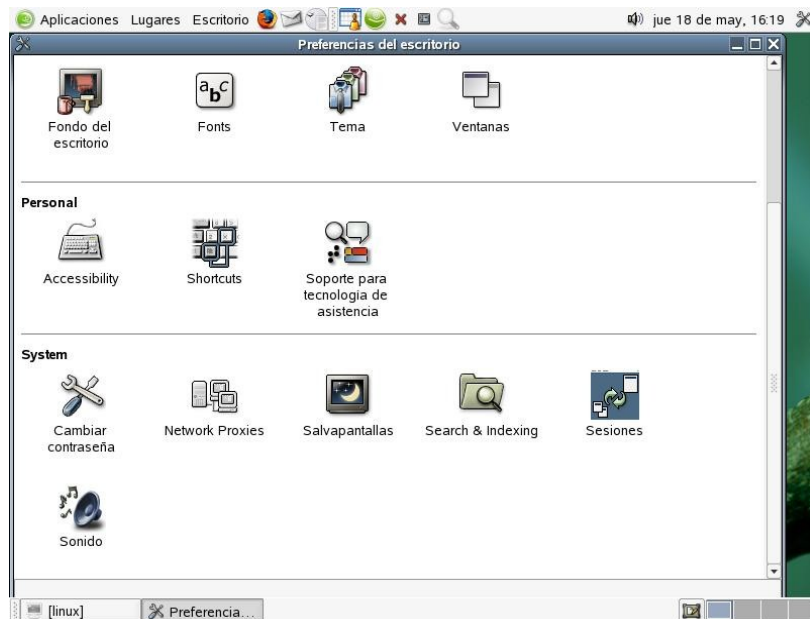 Aplicaciones Lugares Escritorio jue 18 de may, 16:19
Preferencias del escritorio
Fondo del
escritorio
Fonts
Tema
Ventanas
Personal
Accessibility
Shortcuts
Soporte para
tecnología de
asistencia
System
Cambiar
contraseña
Network Proxies
Salvapantallas
Search & Indexing
Sesiones
Sonido
[linux]
Preferencia...